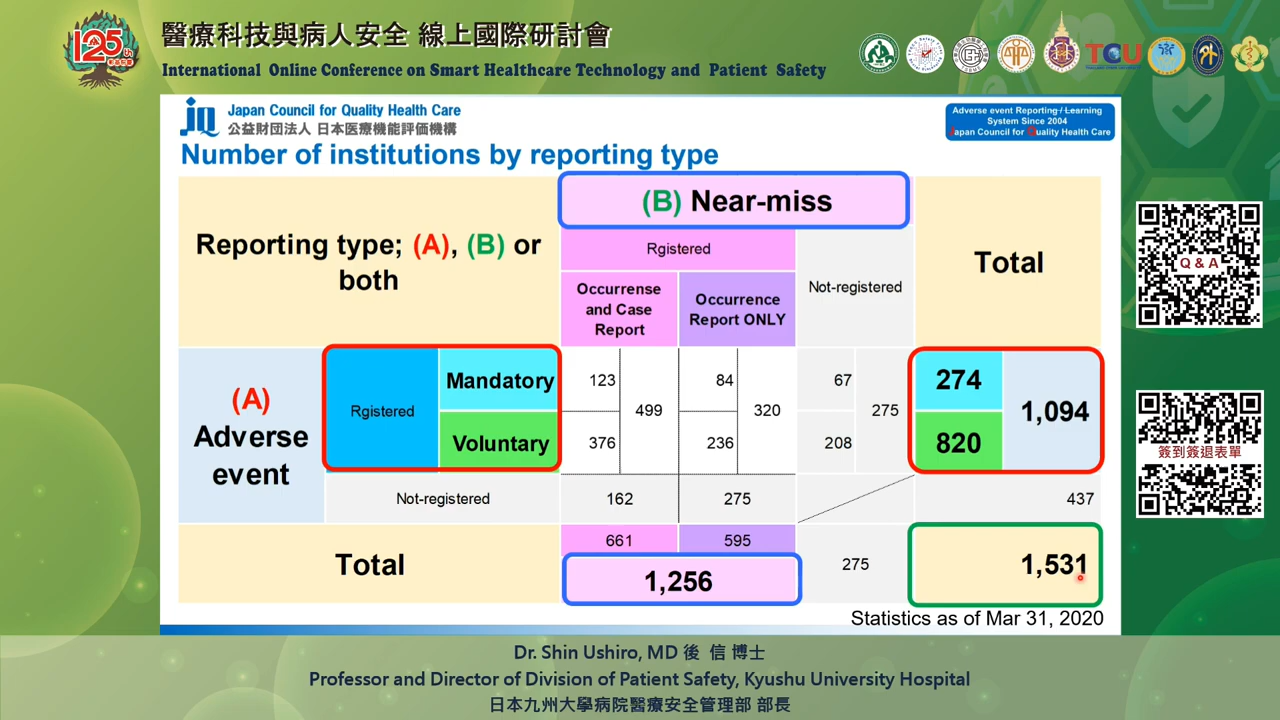 125th
醫療科技與病人安全 線上國際研討會
International Online Conference on Smart Healthcare Technology and Patient Safety
TCU
jq
Japan Council for Quality Health Care
公益財団法人 日本医療機能評価機構
Adverse event Reporting / Learning
System Since 2004
Japan Council for Quality Health Care
Number of institutions by reporting type
Reporting type; (A), (B) or
both
(B) Near-miss
Total
Rgistered
Not-registered
Occurrense
and Case
Report
Occurrence
Report ONLY
(A)
Adverse
event
Rgistered
Mandatory
Voluntary
123
499
376
84
320
236
67
275
208
274
820
1,094
Not-registered
162
275
437
Total
661
595
1,256
275
1,531
Statistics as of Mar 31, 2020
Q & A
簽到簽退表單
Dr. Shin Ushiro, MD 後 信 博士
Professor and Director of Division of Patient Safety, Kyushu University Hospital
日本九州大學病院醫療安全管理部 部長